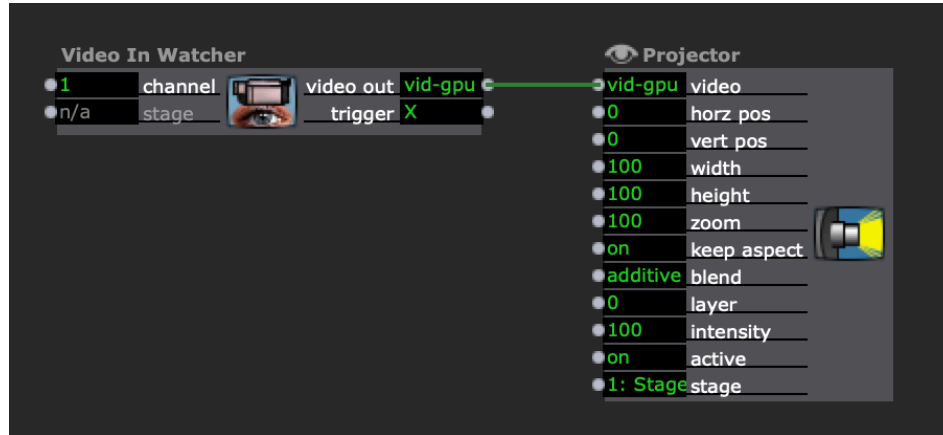 Video In Watcher
1 channel video out vid-gpu
n/a stage trigger X
Projector
vid-gpu video
0 horz pos
0 vert pos
100 width
100 height
100 zoom
on keep aspect
additive blend
0 layer
100 intensity
on active
1: Stage stage